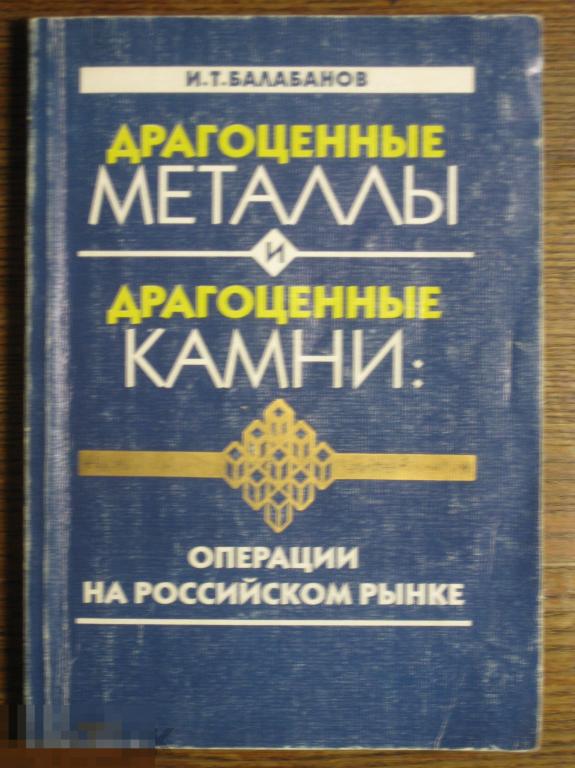 И.Т.БАЛАБАНОВ
ДРАГОЦЕННЫЕ
МЕТАЛЛЫ
И
ДРАГОЦЕННЫЕ
КАМНИ:
ОПЕРАЦИИ
НА РОССИЙСКОМ РЫНКЕ